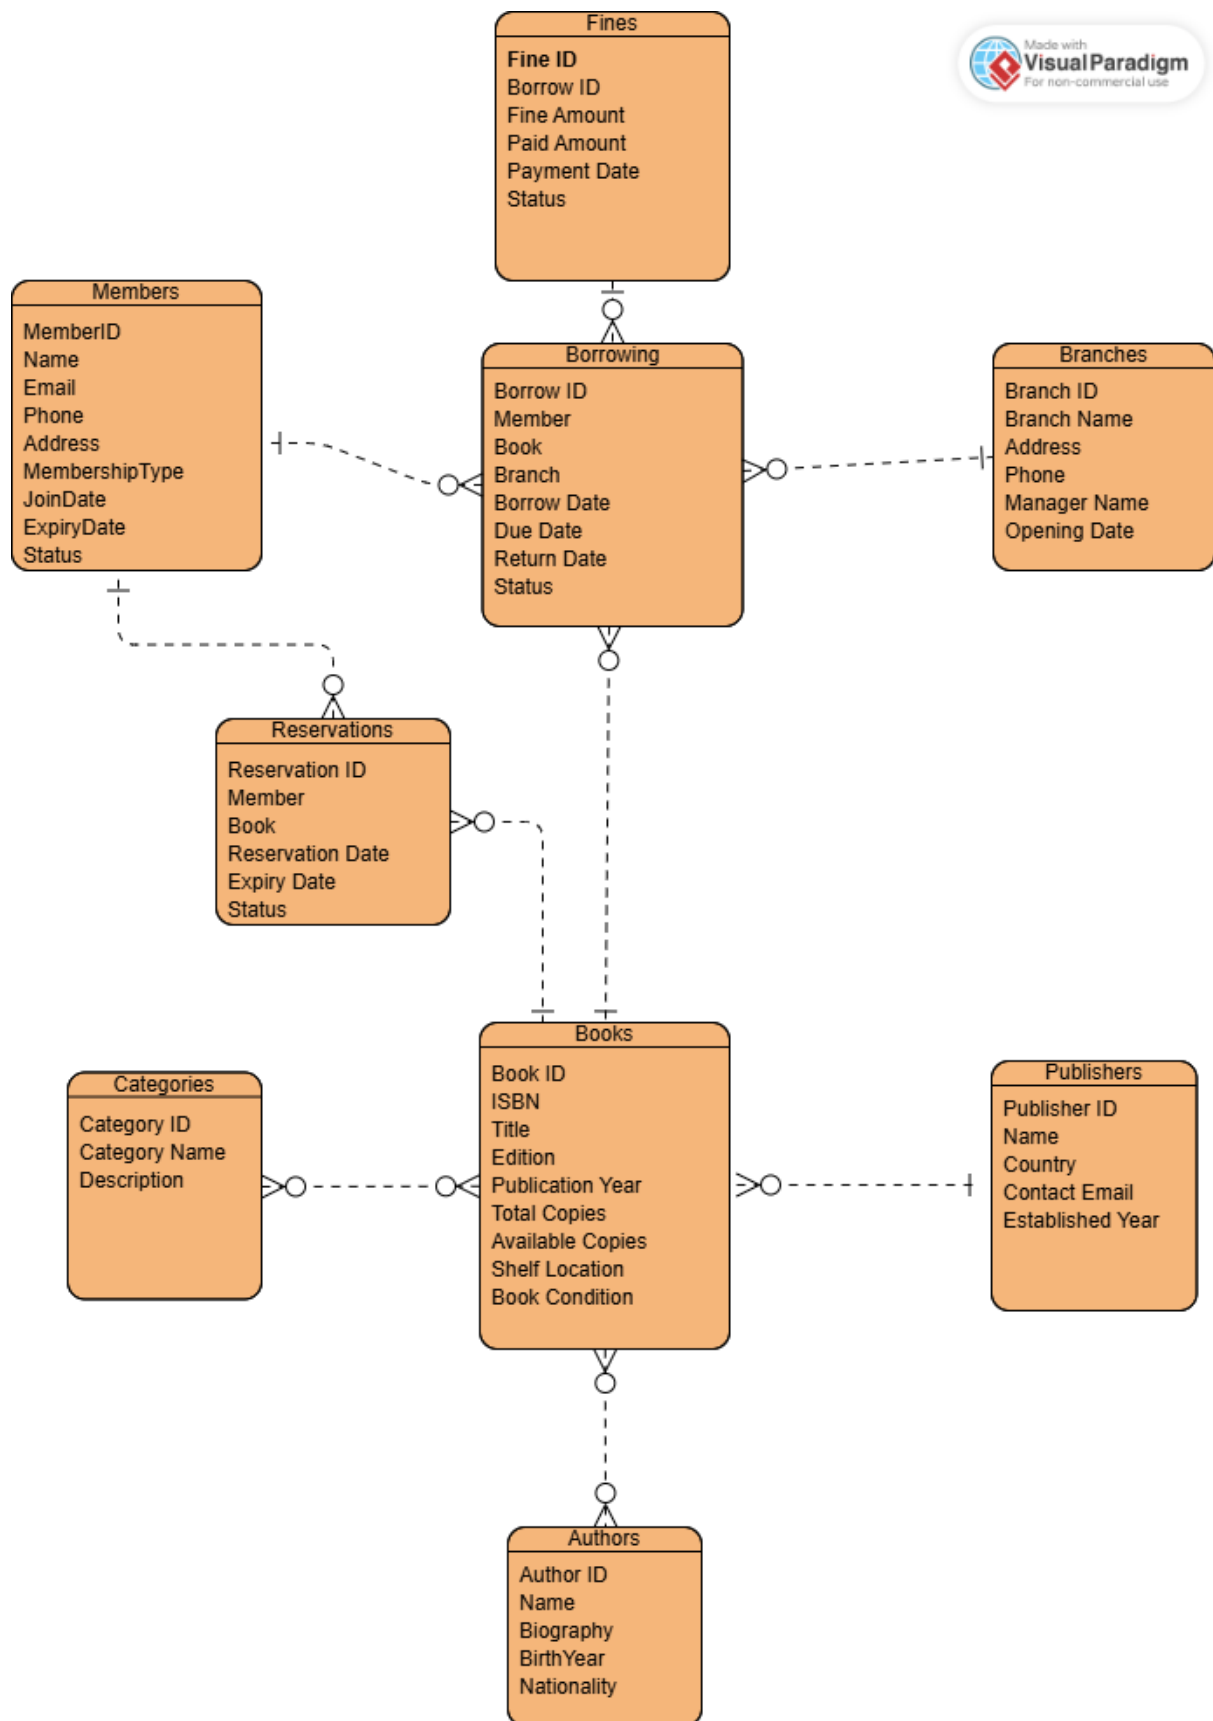 Fines
Fine ID
Borrow ID
Fine Amount
Paid Amount
Payment Date
Status
Made with
VisualParadigm
For non-commercial use
Members
MemberID
Name
Email
Phone
Address
MembershipType
JoinDate
ExpiryDate
Status
Borrowing
Borrow ID
Member
Book
Branch
Borrow Date
Due Date
Return Date
Status
Branches
Branch ID
Branch Name
Address
Phone
Manager Name
Opening Date
Reservations
Reservation ID
Member
Book
Reservation Date
Expiry Date
Status
Categories
Category ID
Category Name
Description
Books
Book ID
ISBN
Title
Edition
Publication Year
Total Copies
Available Copies
Shelf Location
Book Condition
Publishers
Publisher ID
Name
Country
Contact Email
Established Year
Authors
Author ID
Name
Biography
BirthYear
Nationality